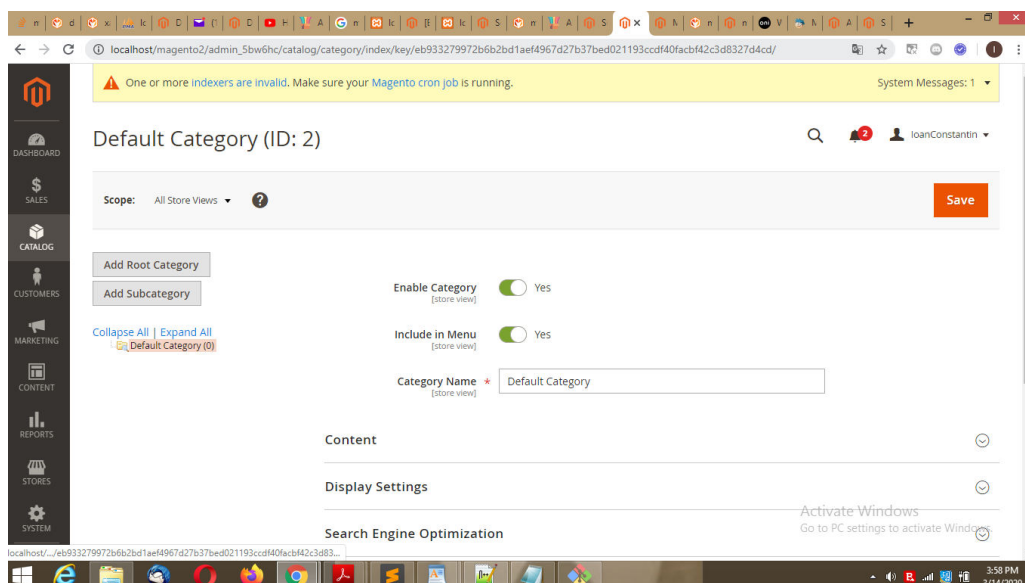 localhost/magento2/admin_5bw6hc/catalog/category/index/key/eb933279972b6b2bd1aef4967d27b37bed021193ccdf40facbf42c3d8327d4cd/
One or more indexers are invalid. Make sure your Magento cron job is running.
System Messages: 1
Default Category (ID: 2)
2
IoanConstantin
DASHBOARD
SALES
CATALOG
CUSTOMERS
MARKETING
CONTENT
REPORTS
STORES
SYSTEM
Scope:
All Store Views
?
Save
Add Root Category
Add Subcategory
Collapse All | Expand All
Default Category (0)
Enable Category
[store view]
Yes
Include in Menu
[store view]
Yes
Category Name *
[store view]
Default Category
Content
Display Settings
Search Engine Optimization
Activate Windows
Go to PC settings to activate Windows.
localhost/.../eb933279972b6b2bd1aef4967d27b37bed021193ccdf40facbf42c3d83...
3:58 PM
3/14/2020